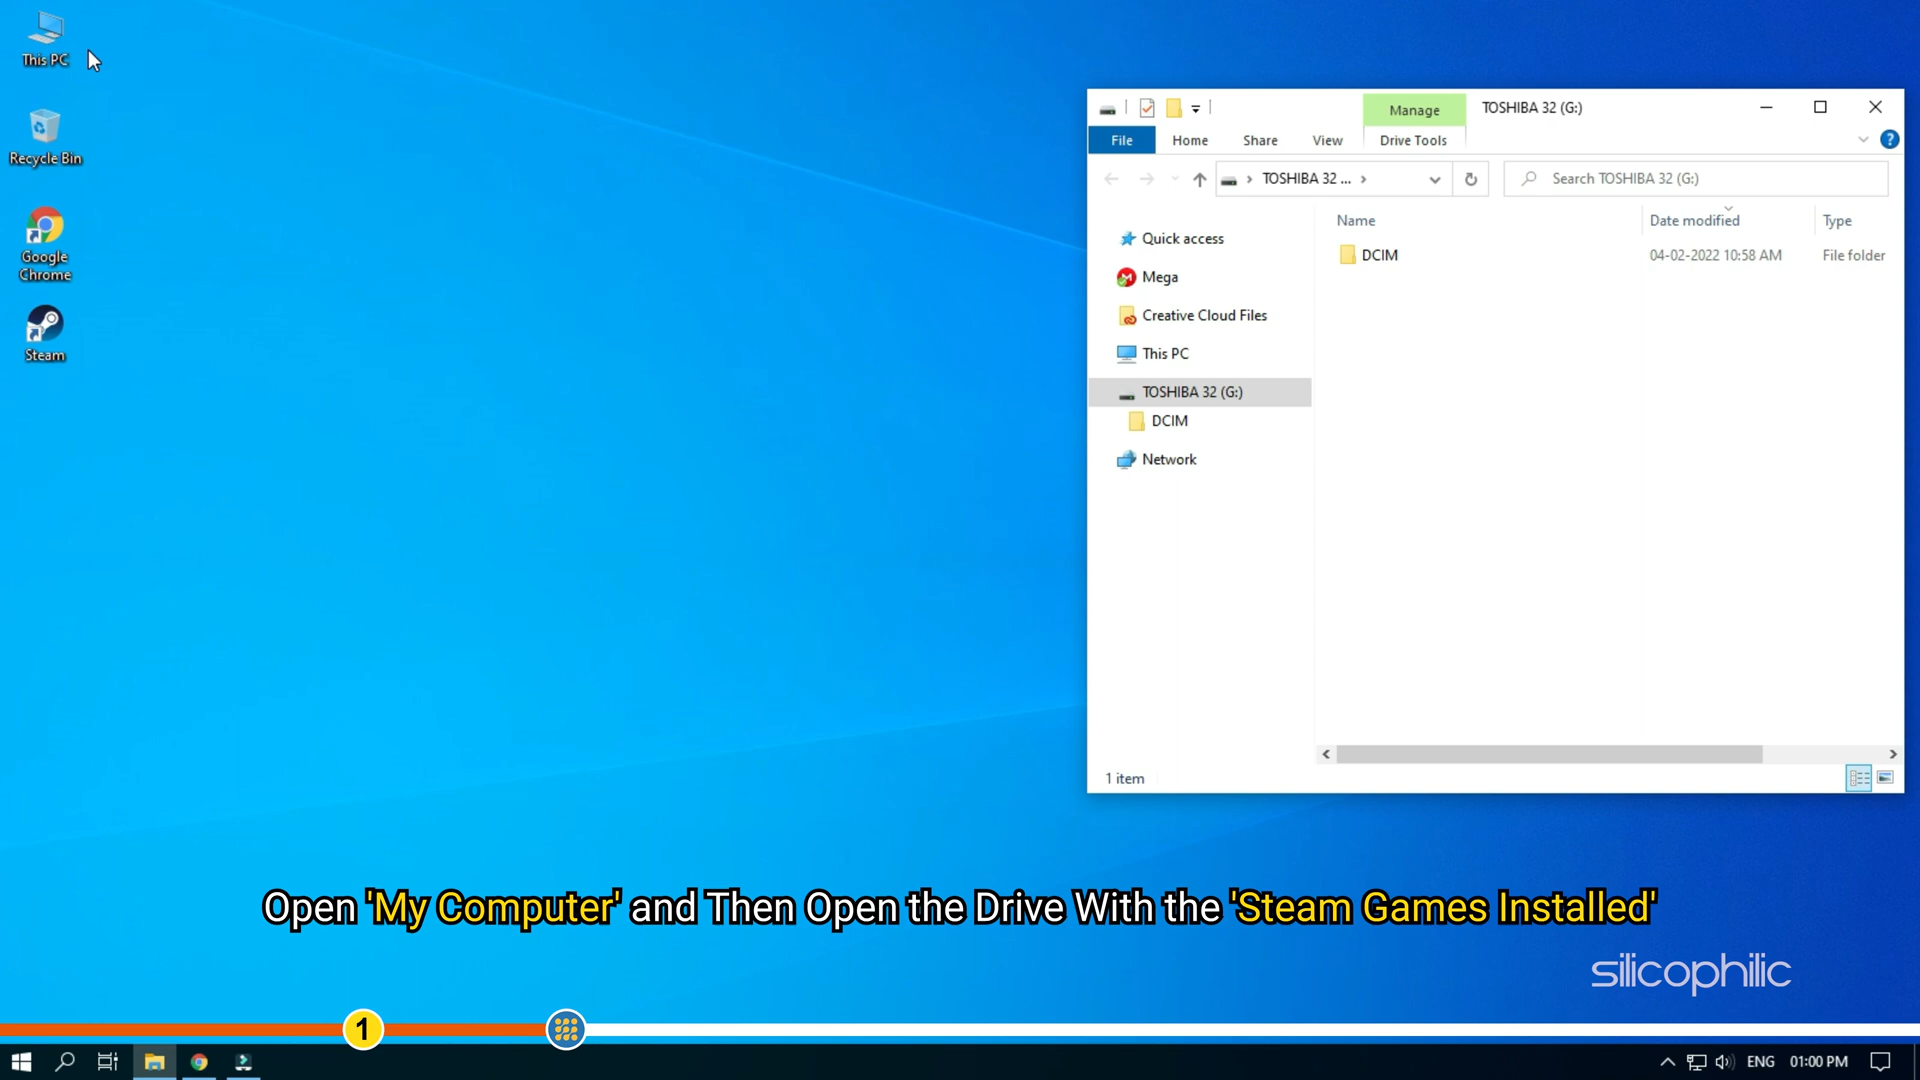 This PC
Recycle Bin
Google
Chrome
Steam
Manage
TOSHIBA 32 (G:)
File
Home
Share
View
Drive Tools
TOSHIBA 32 ...
Search TOSHIBA 32 (G:)
Name
Date modified
Type
Quick access
Mega
Creative Cloud Files
This PC
TOSHIBA 32 (G:)
DCIM
Network
DCIM
04-02-2022 10:58 AM
File folder
1 item
Open 'My Computer' and Then Open the Drive With the 'Steam Games Installed'
silicophilic
1
ENG
01:00 PM